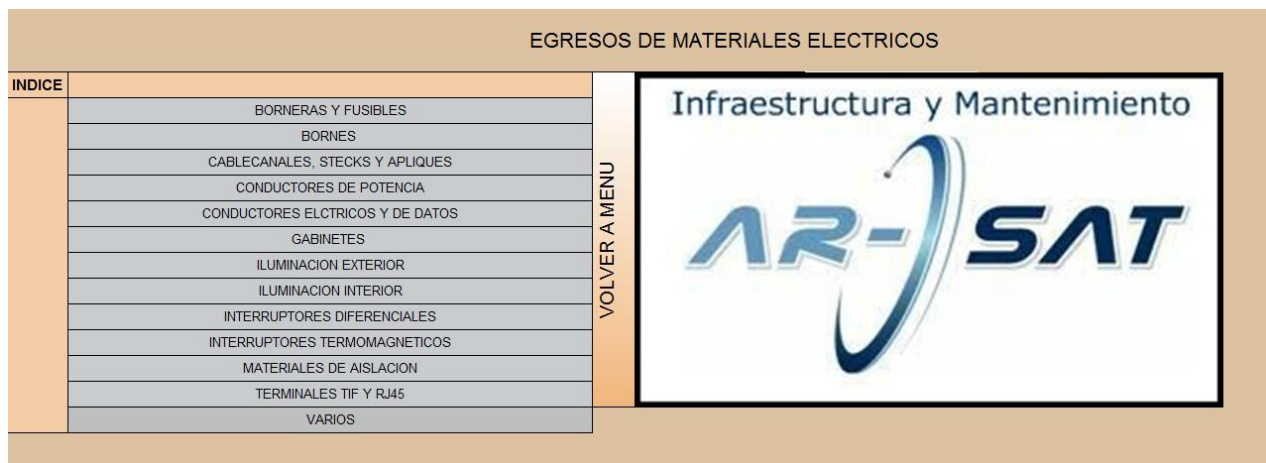 EGRESOS DE MATERIALES ELECTRICOS
INDICE
BORNERAS Y FUSIBLES
BORNES
CABLECANALES, STECKS Y APLIQUES
CONDUCTORES DE POTENCIA
CONDUCTORES ELCTRICOS Y DE DATOS
GABINETES
ILUMINACION EXTERIOR
ILUMINACION INTERIOR
INTERRUPTORES DIFERENCIALES
INTERRUPTORES TERMOMAGNETICOS
MATERIALES DE AISLACION
TERMINALES TIF Y RJ45
VARIOS
VOLVER A MENU
Infraestructura y Mantenimiento
AR-SAT